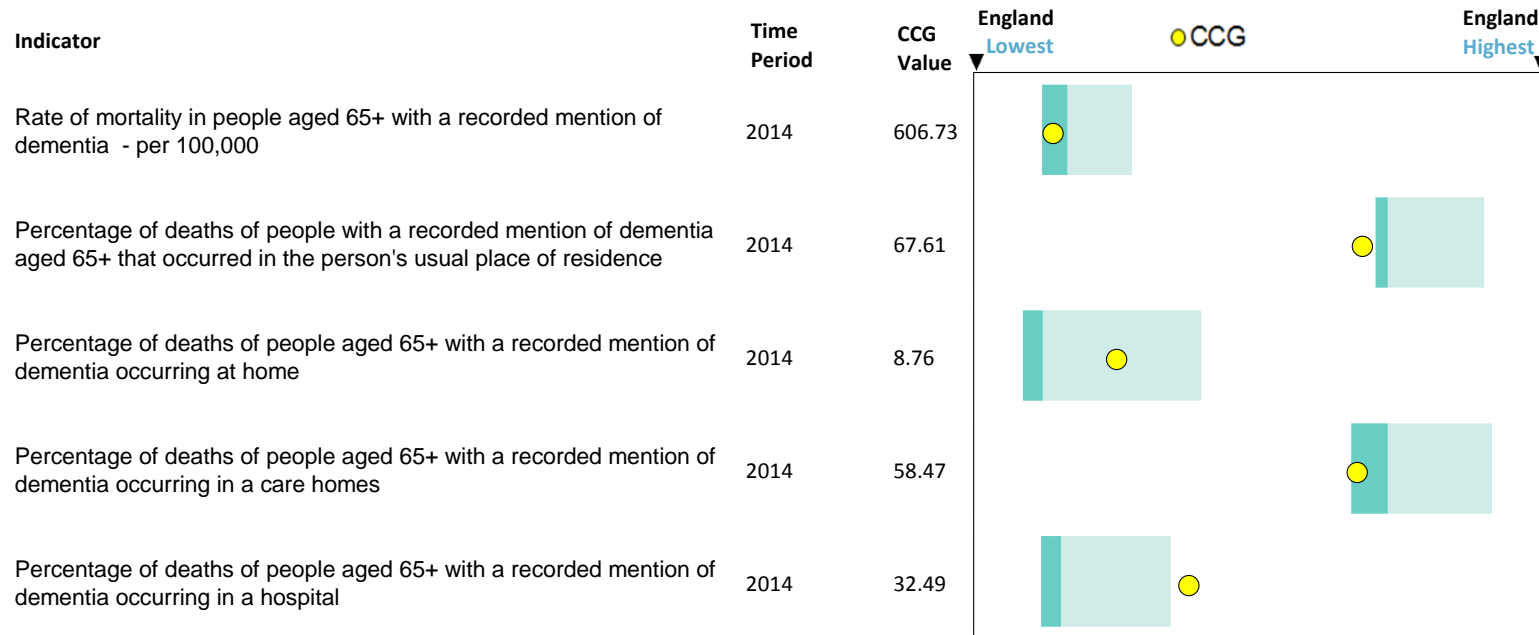 Indicator
Time
Period
CCG
Value
England
Lowest
CCG
England
Highest
Rate of mortality in people aged 65+ with a recorded mention of
dementia - per 100,000
2014
606.73
Percentage of deaths of people with a recorded mention of dementia
aged 65+ that occurred in the person's usual place of residence
2014
67.61
Percentage of deaths of people aged 65+ with a recorded mention of
dementia occurring at home
2014
8.76
Percentage of deaths of people aged 65+ with a recorded mention of
dementia occurring in a care homes
2014
58.47
Percentage of deaths of people aged 65+ with a recorded mention of
dementia occurring in a hospital
2014
32.49